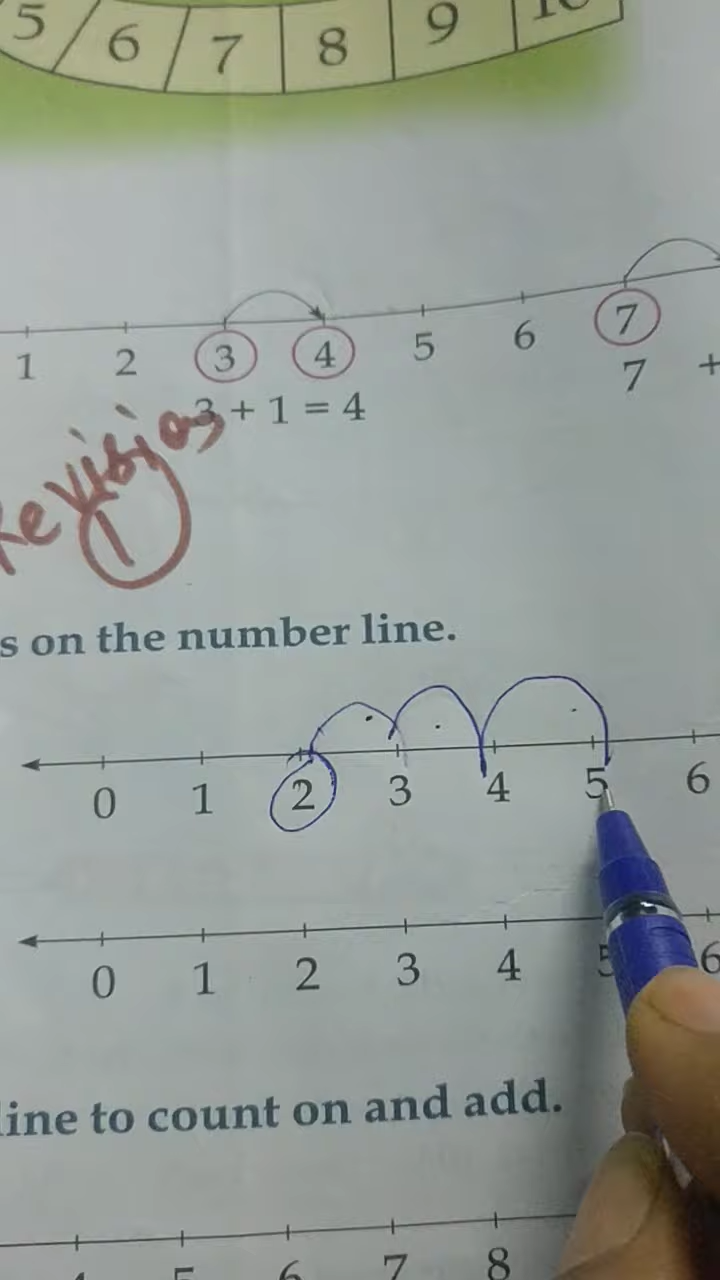 5 6 7 8 9 10
1 2 3 4 5 6 7
3 + 1 = 4
7 +
Revision
s on the number line.
0 1 2 3 4 5 6
0 1 2 3 4 5 6
line to count on and add.
5 6 7 8